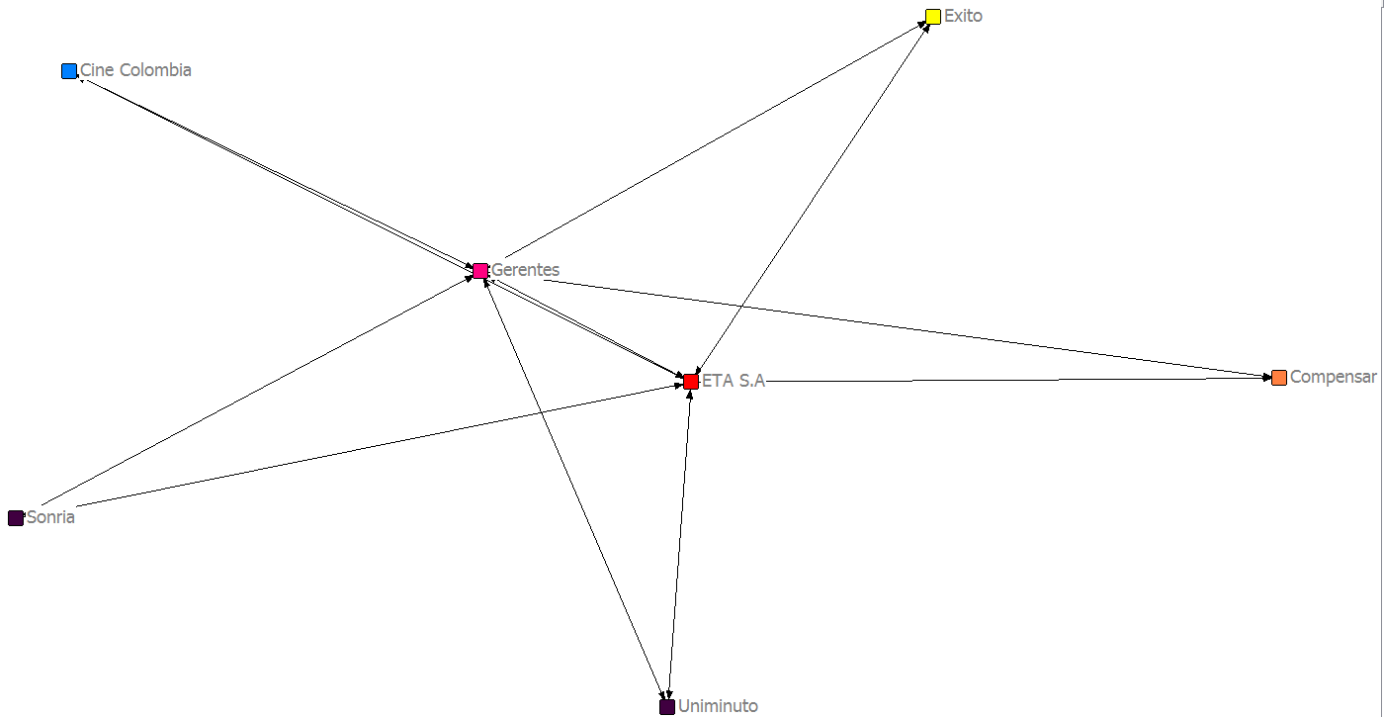 Exito
Cine Colombia
Gerentes
ETA S.A
Compensar
Sonria
Uniminuto